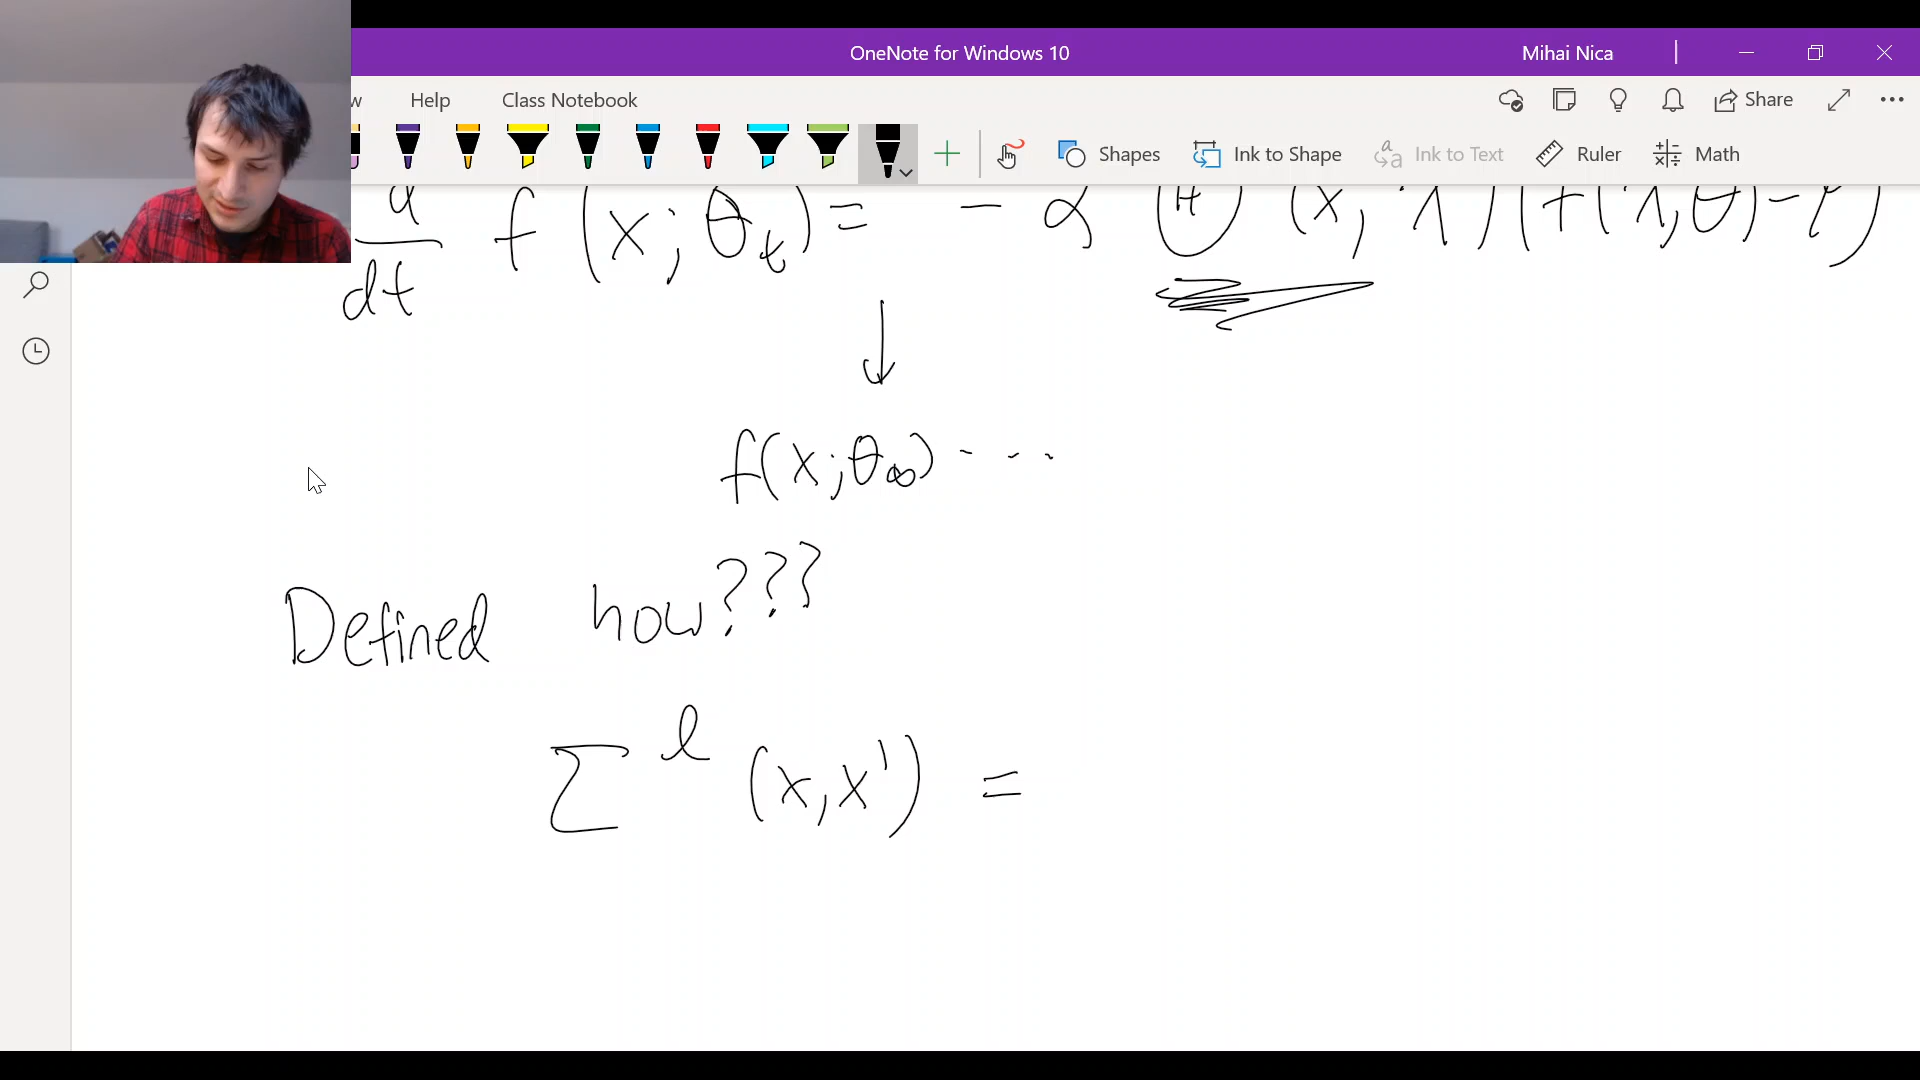 OneNote for Windows 10 Mihai Nica
w Help Class Notebook Share
Shapes Ink to Shape Ink to Text Ruler Math
d/dt f(x; θ_t) = - α Ⓗ (x, X)(f(X, θ) - Y)
↓
f(x; θ_∞) ...
Defined how???
Σ^l (x, x') =